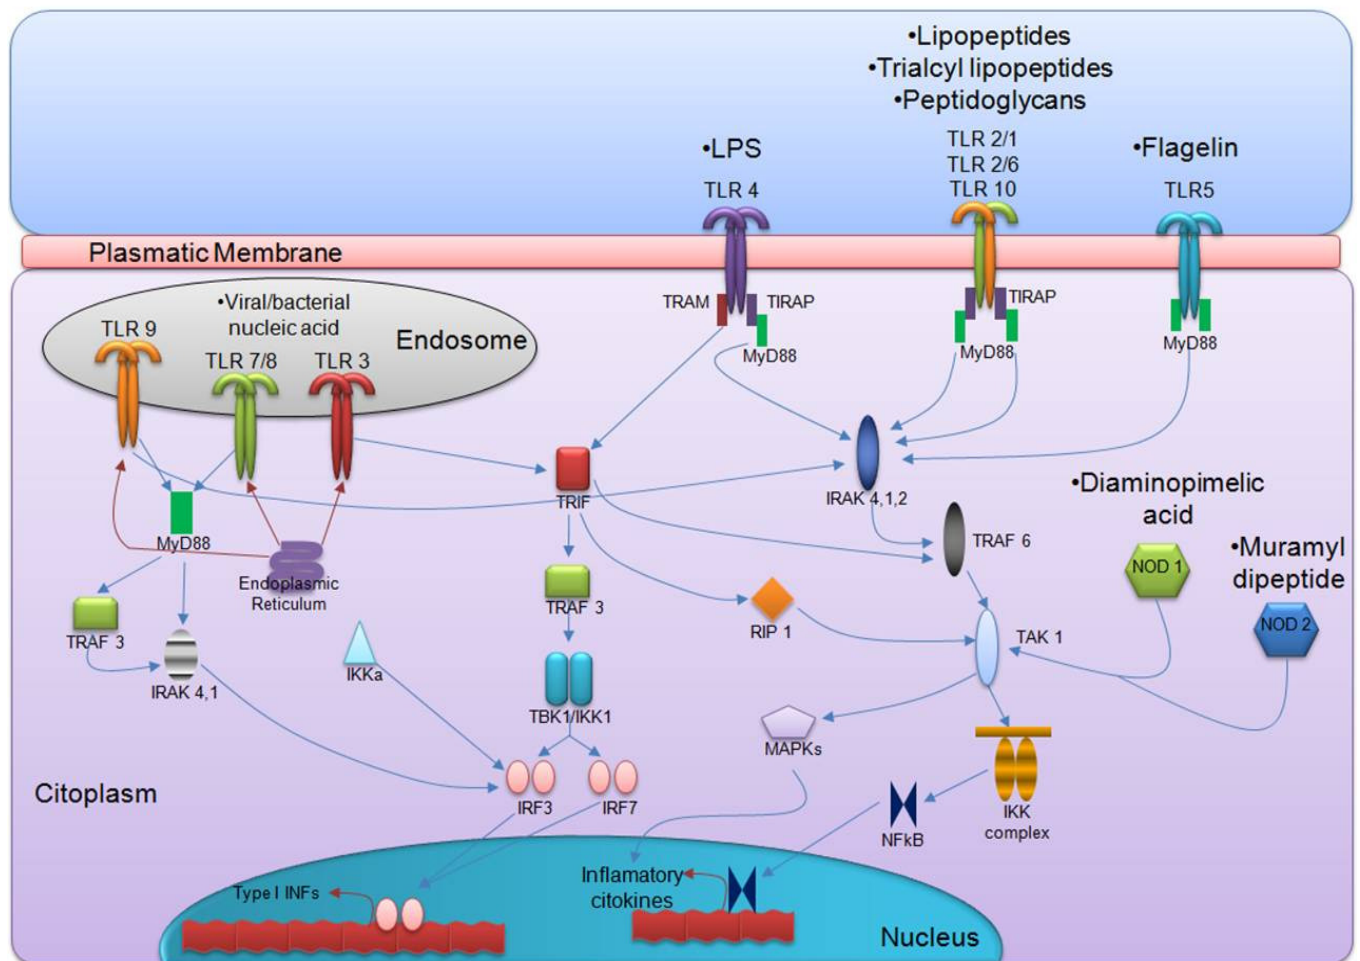 •Lipopeptides
•Trialcyl lipopeptides
•Peptidoglycans
TLR 2/1
TLR 2/6
TLR 10
•LPS
TLR 4
•Flagelin
TLR5
Plasmatic Membrane
•Viral/bacterial
nucleic acid
Endosome
TLR 9
TLR 7/8
TLR 3
TRAM
TIRAP
MyD88
TIRAP
MyD88
MyD88
TRIF
IRAK 4,1,2
•Diaminopimelic
acid
TRAF 6
•Muramyl
dipeptide
NOD 1
NOD 2
MyD88
Endoplasmic
Reticulum
TRAF 3
TRAF 3
RIP 1
TAK 1
IRAK 4,1
IKKa
TBK1/IKK1
MAPKs
Citoplasm
IRF3
IRF7
NFkB
IKK
complex
Type I INFs
Inflamatory
citokines
Nucleus